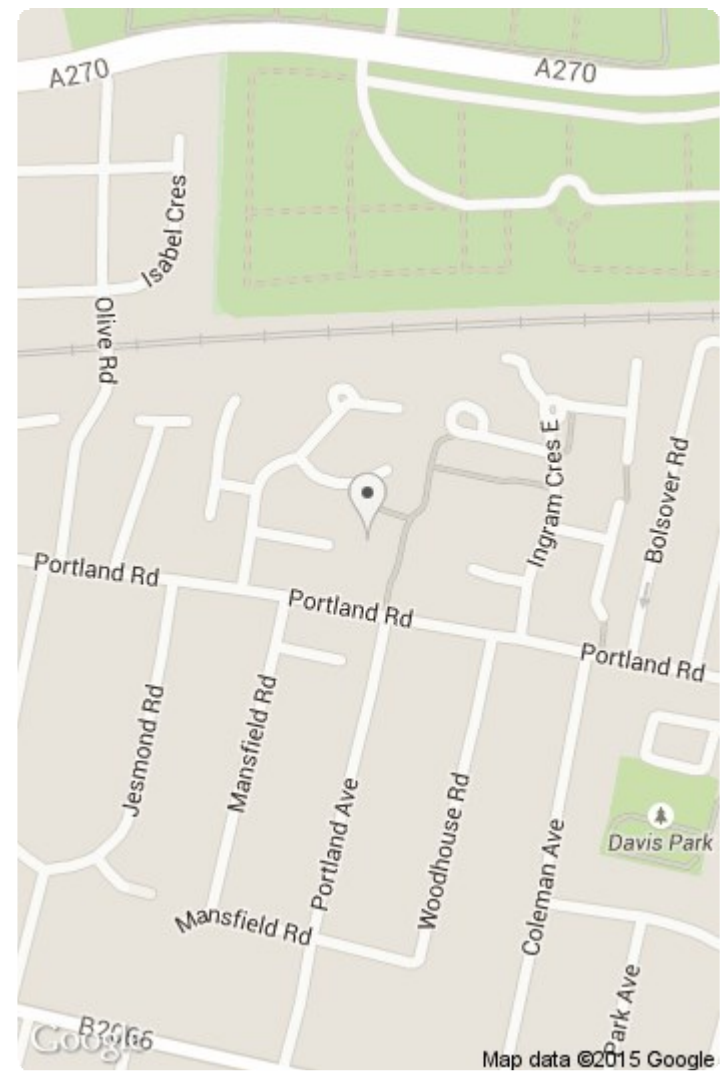 A270
A270
Isabel Cres
Olive Rd
Ingram Cres E
Bolsover Rd
Portland Rd
Portland Rd
Portland Rd
Jesmond Rd
Mansfield Rd
Portland Ave
Woodhouse Rd
Davis Park
Coleman Ave
Mansfield Rd
Park Ave
B2066
Google
Map data ©2015 Google